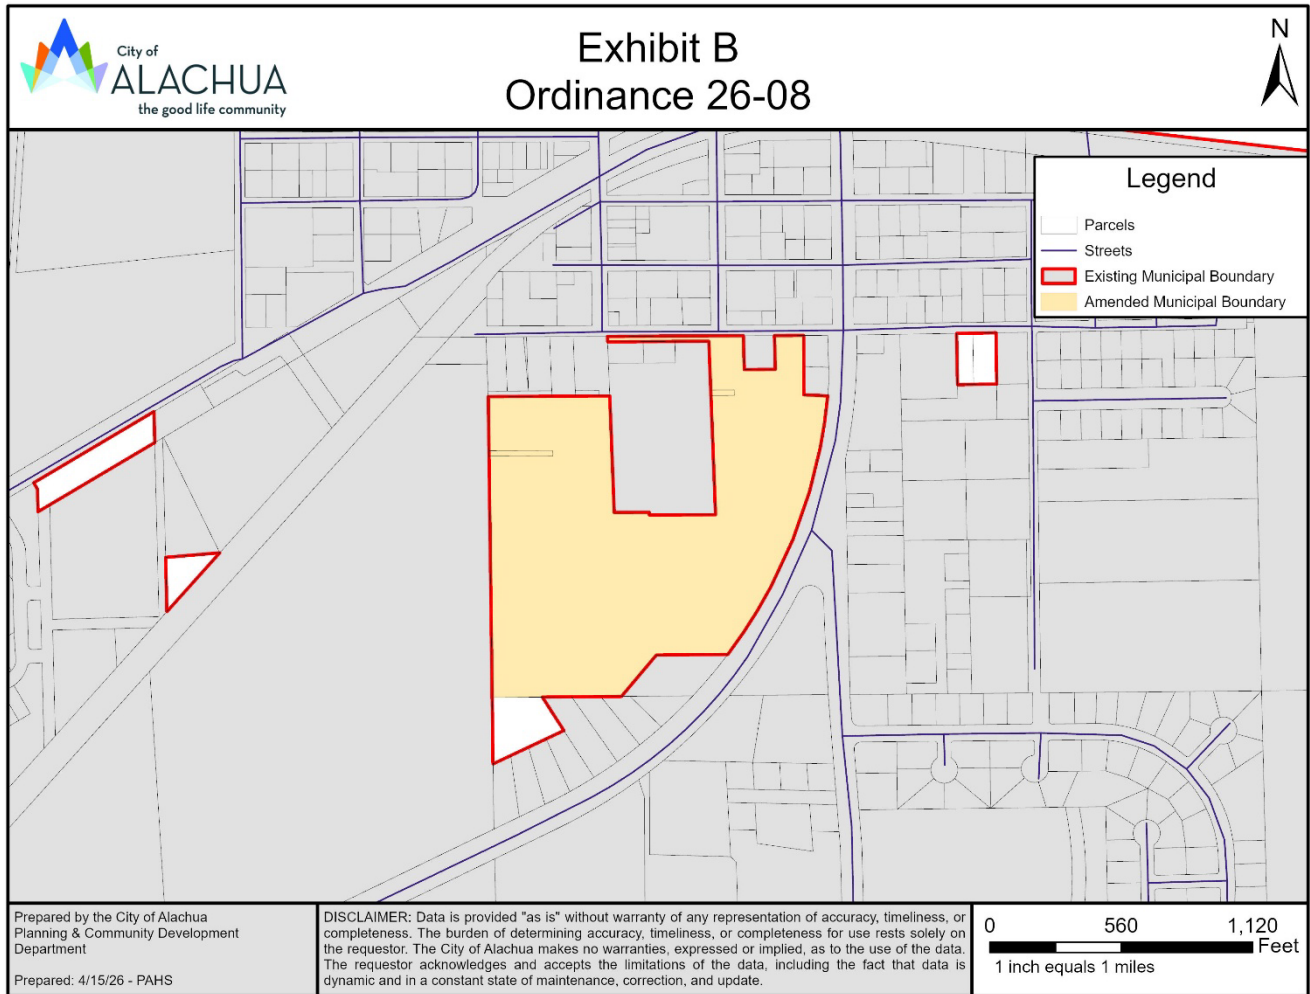 City of
ALACHUA
the good life community
Exhibit B
Ordinance 26-08
N
Legend
Parcels
Streets
Existing Municipal Boundary
Amended Municipal Boundary
Prepared by the City of Alachua
Planning & Community Development
Department
Prepared: 4/15/26 - PAHS
DISCLAIMER: Data is provided "as is" without warranty of any representation of accuracy, timeliness, or
completeness. The burden of determining accuracy, timeliness, or completeness for use rests solely on
the requestor. The City of Alachua makes no warranties, expressed or implied, as to the use of the data.
The requestor acknowledges and accepts the limitations of the data, including the fact that data is
dynamic and in a constant state of maintenance, correction, and update.
0 560 1,120
Feet
1 inch equals 1 miles